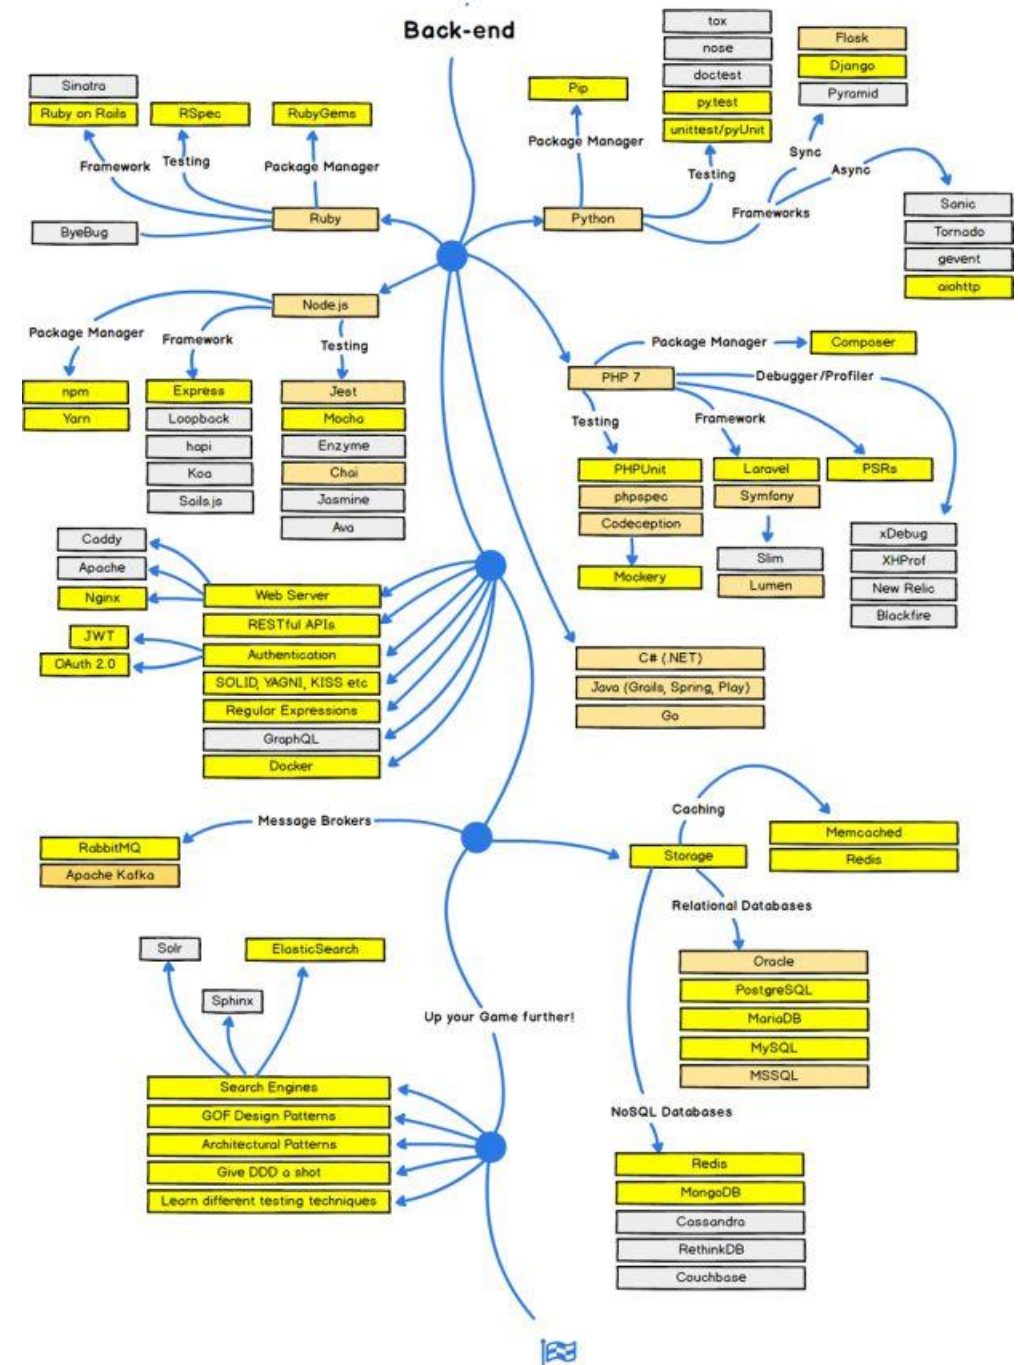 Back-end
Sinatra
Ruby on Rails
RSpec
RubyGems
Framework
Testing
Package Manager
Ruby
ByeBug
Pip
Package Manager
tox
nose
doctest
py.test
unittest/pyUnit
Testing
Python
Frameworks
Sync
Async
Flask
Django
Pyramid
Sanic
Tornado
gevent
aiohttp
Node.js
Package Manager
Framework
Testing
npm
Yarn
Express
Loopback
hapi
Koa
Sails.js
Jest
Mocha
Enzyme
Chai
Jasmine
Ava
PHP 7
Package Manager
Composer
Debugger/Profiler
Testing
Framework
PHPUnit
phpspec
Codeception
Mockery
Laravel
Symfony
Slim
Lumen
PSRs
xDebug
XHProf
New Relic
Blackfire
Caddy
Apache
Nginx
JWT
OAuth 2.0
Web Server
RESTful APIs
Authentication
SOLID, YAGNI, KISS etc
Regular Expressions
GraphQL
Docker
C# (.NET)
Java (Grails, Spring, Play)
Go
Message Brokers
RabbitMQ
Apache Kafka
Storage
Caching
Memcached
Redis
Relational Databases
Oracle
PostgreSQL
MariaDB
MySQL
MSSQL
NoSQL Databases
Redis
MongoDB
Cassandra
RethinkDB
Couchbase
Solr
ElasticSearch
Sphinx
Up your Game further!
Search Engines
GOF Design Patterns
Architectural Patterns
Give DDD a shot
Learn different testing techniques